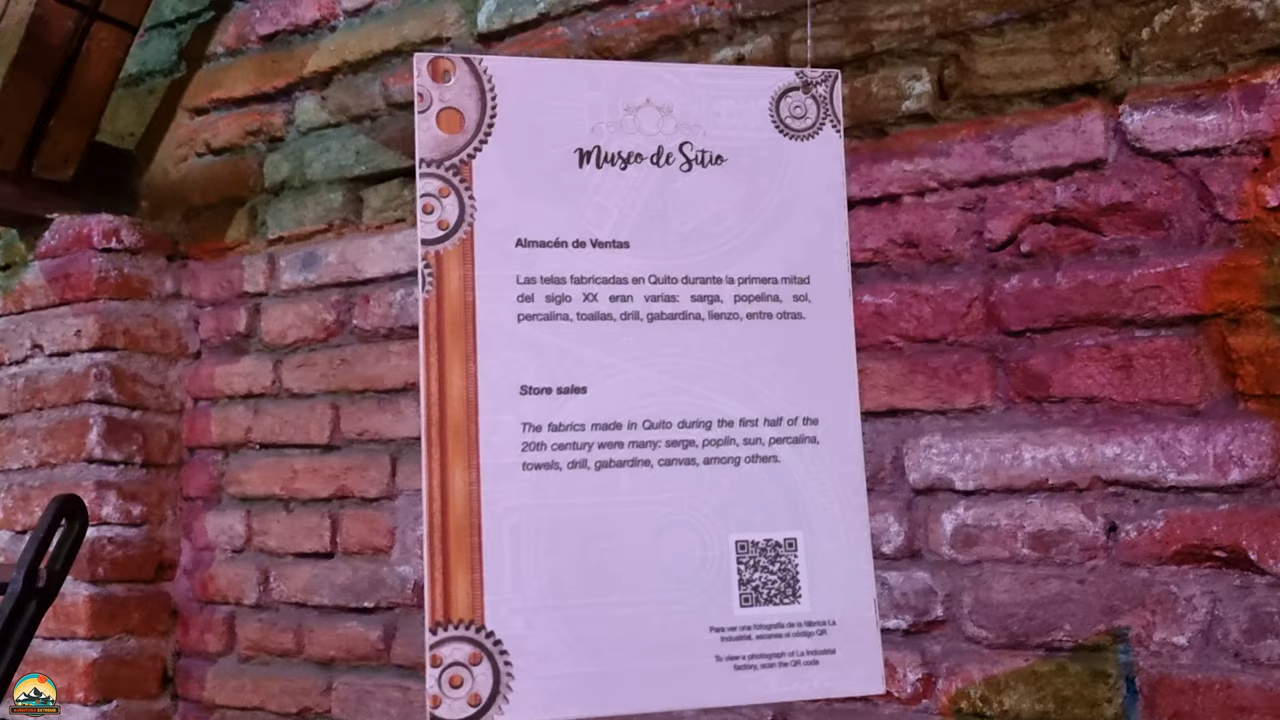 Museo de Sitio
Almacén de Ventas
Las telas fabricadas en Quito durante la primera mitad
del siglo XX eran varias: sarga, popelina, sol,
percalina, toallas, drill, gabardina, lienzo, entre otras.
Store sales
The fabrics made in Quito during the first half of the
20th century were many: serge, poplin, sun, percalina,
towels, drill, gabardine, canvas, among others.
Para ver una fotografía de la fábrica La
Industrial, escanea el código QR
To view a photograph of La Industrial
factory, scan the QR code
AVENTURA EXTREMA